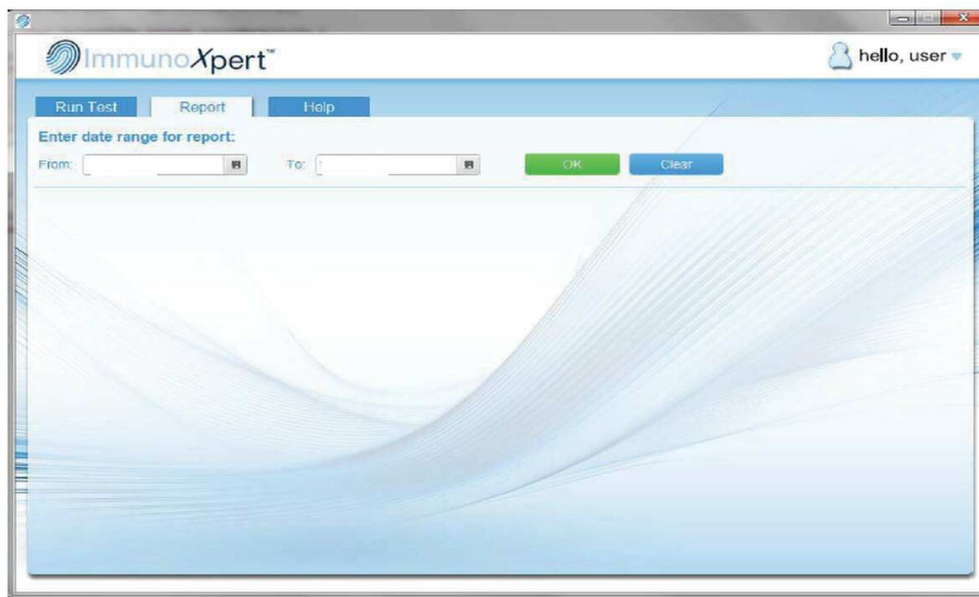 ImmunoXpert™
hello, user
Run Test Report Help
Enter date range for report:
From: To: OK Clear